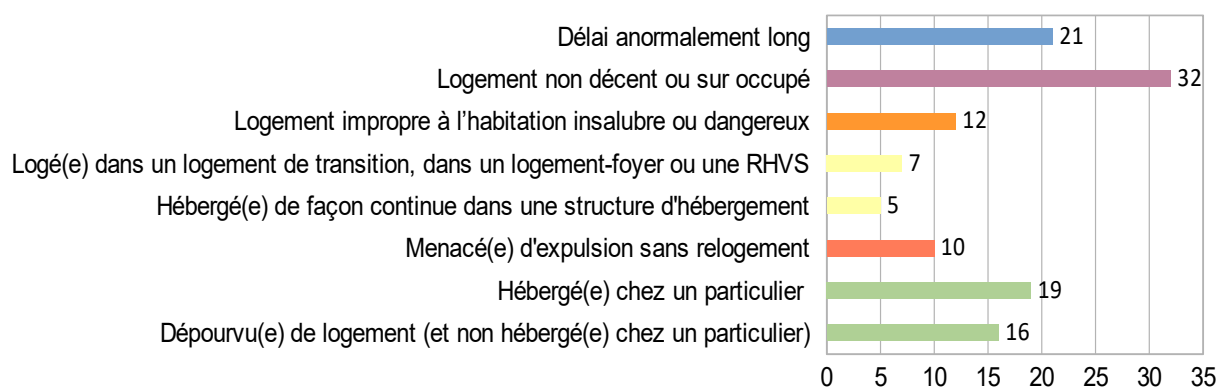 Délai anormalement long 21
Logement non décent ou sur occupé 32
Logement impropre à l’habitation insalubre ou dangereux 12
Logé(e) dans un logement de transition, dans un logement-foyer ou une RHVS 7
Hébergé(e) de façon continue dans une structure d'hébergement 5
Menacé(e) d'expulsion sans relogement 10
Hébergé(e) chez un particulier 19
Dépourvu(e) de logement (et non hébergé(e) chez un particulier) 16
0 5 10 15 20 25 30 35